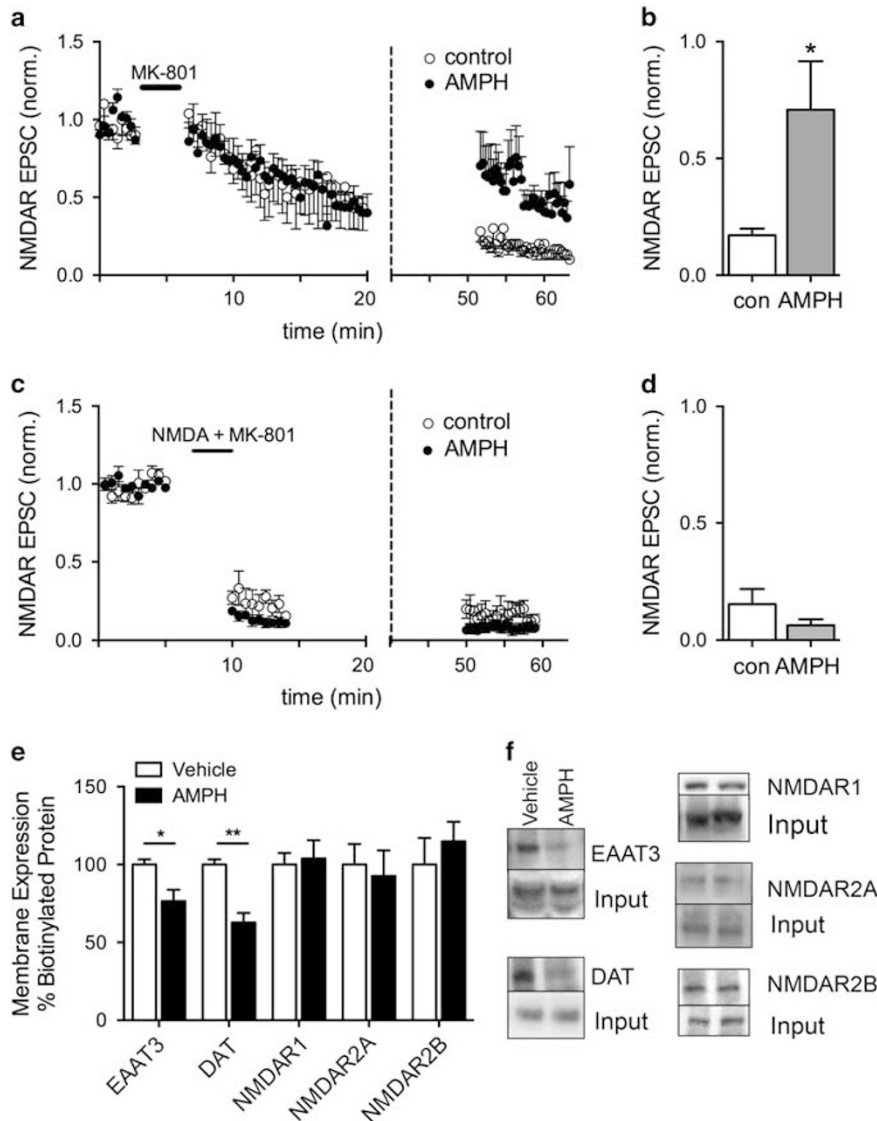 a
NMDAR EPSC (norm.)
1.5
1.0
0.5
0.0
MK-801
control
AMPH
10
20
50
60
time (min)
b
NMDAR EPSC (norm.)
1.0
0.5
0.0
*
con AMPH
c
NMDAR EPSC (norm.)
1.5
1.0
0.5
0.0
NMDA + MK-801
control
AMPH
10
20
50
60
time (min)
d
NMDAR EPSC (norm.)
1.0
0.5
0.0
con AMPH
e
Membrane Expression
% Biotinylated Protein
150
100
50
0
Vehicle
AMPH
*
**
EAAT3
DAT
NMDAR1
NMDAR2A
NMDAR2B
f
Vehicle
AMPH
EAAT3
Input
DAT
Input
NMDAR1
Input
NMDAR2A
Input
NMDAR2B
Input